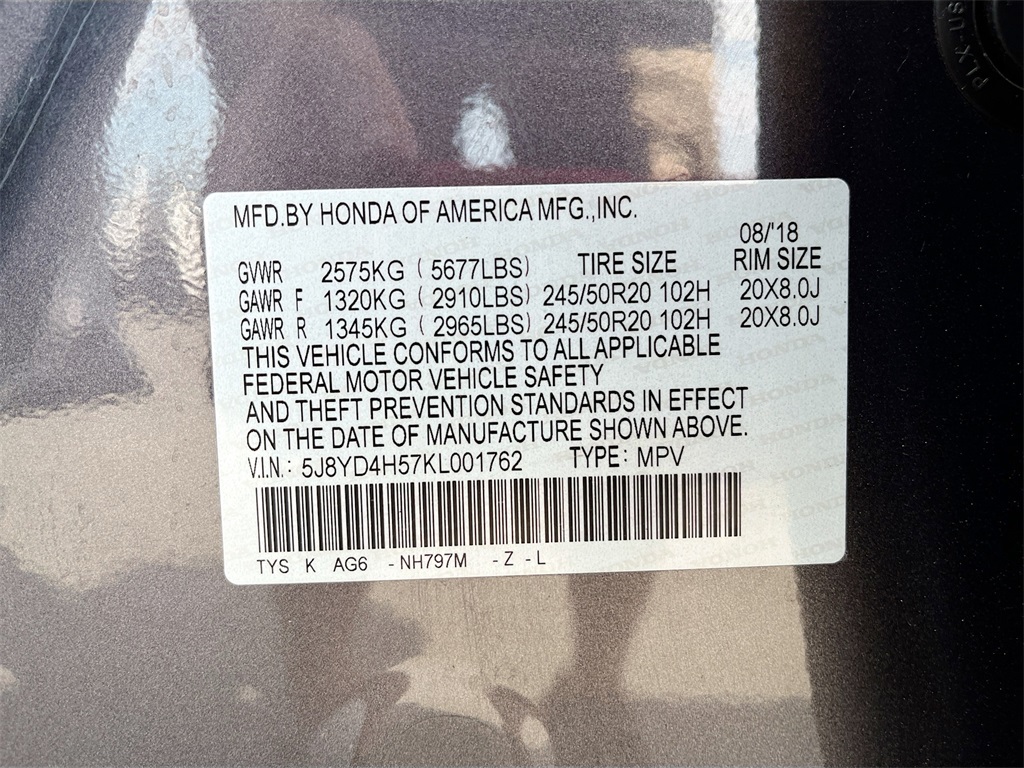 PLX-US
MFD.BY HONDA OF AMERICA MFG.,INC.
08/'18
GVWR 2575KG ( 5677LBS) TIRE SIZE RIM SIZE
GAWR F 1320KG ( 2910LBS) 245/50R20 102H 20X8.0J
GAWR R 1345KG ( 2965LBS) 245/50R20 102H 20X8.0J
THIS VEHICLE CONFORMS TO ALL APPLICABLE
FEDERAL MOTOR VEHICLE SAFETY
AND THEFT PREVENTION STANDARDS IN EFFECT
ON THE DATE OF MANUFACTURE SHOWN ABOVE.
V.I.N.: 5J8YD4H57KL001762 TYPE: MPV
TYS K AG6 - NH797M - Z - L